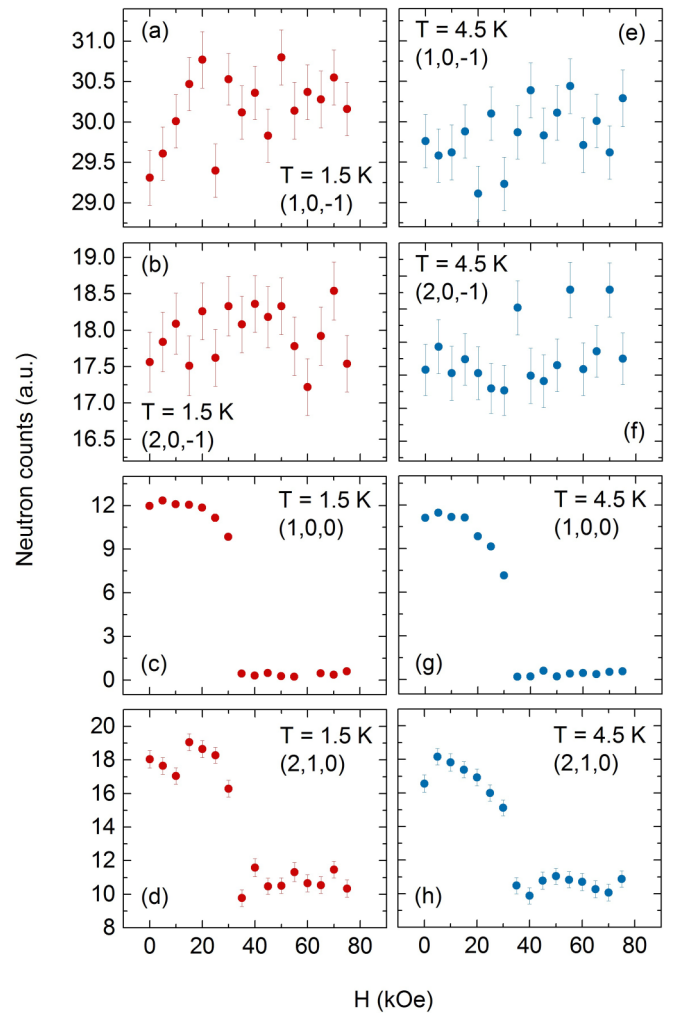 (a)
31.0
30.5
30.0
29.5
29.0
T = 1.5 K
(1,0,-1)
T = 4.5 K
(1,0,-1)
(e)
(b)
19.0
18.5
18.0
17.5
17.0
16.5
T = 1.5 K
(2,0,-1)
T = 4.5 K
(2,0,-1)
(f)
Neutron counts (a.u.)
12
9
6
3
0
T = 1.5 K
(1,0,0)
(c)
T = 4.5 K
(1,0,0)
(g)
20
18
16
14
12
11
10
8
T = 1.5 K
(2,1,0)
(d)
T = 4.5 K
(2,1,0)
(h)
0 20 40 60 80
0 20 40 60 80
H (kOe)